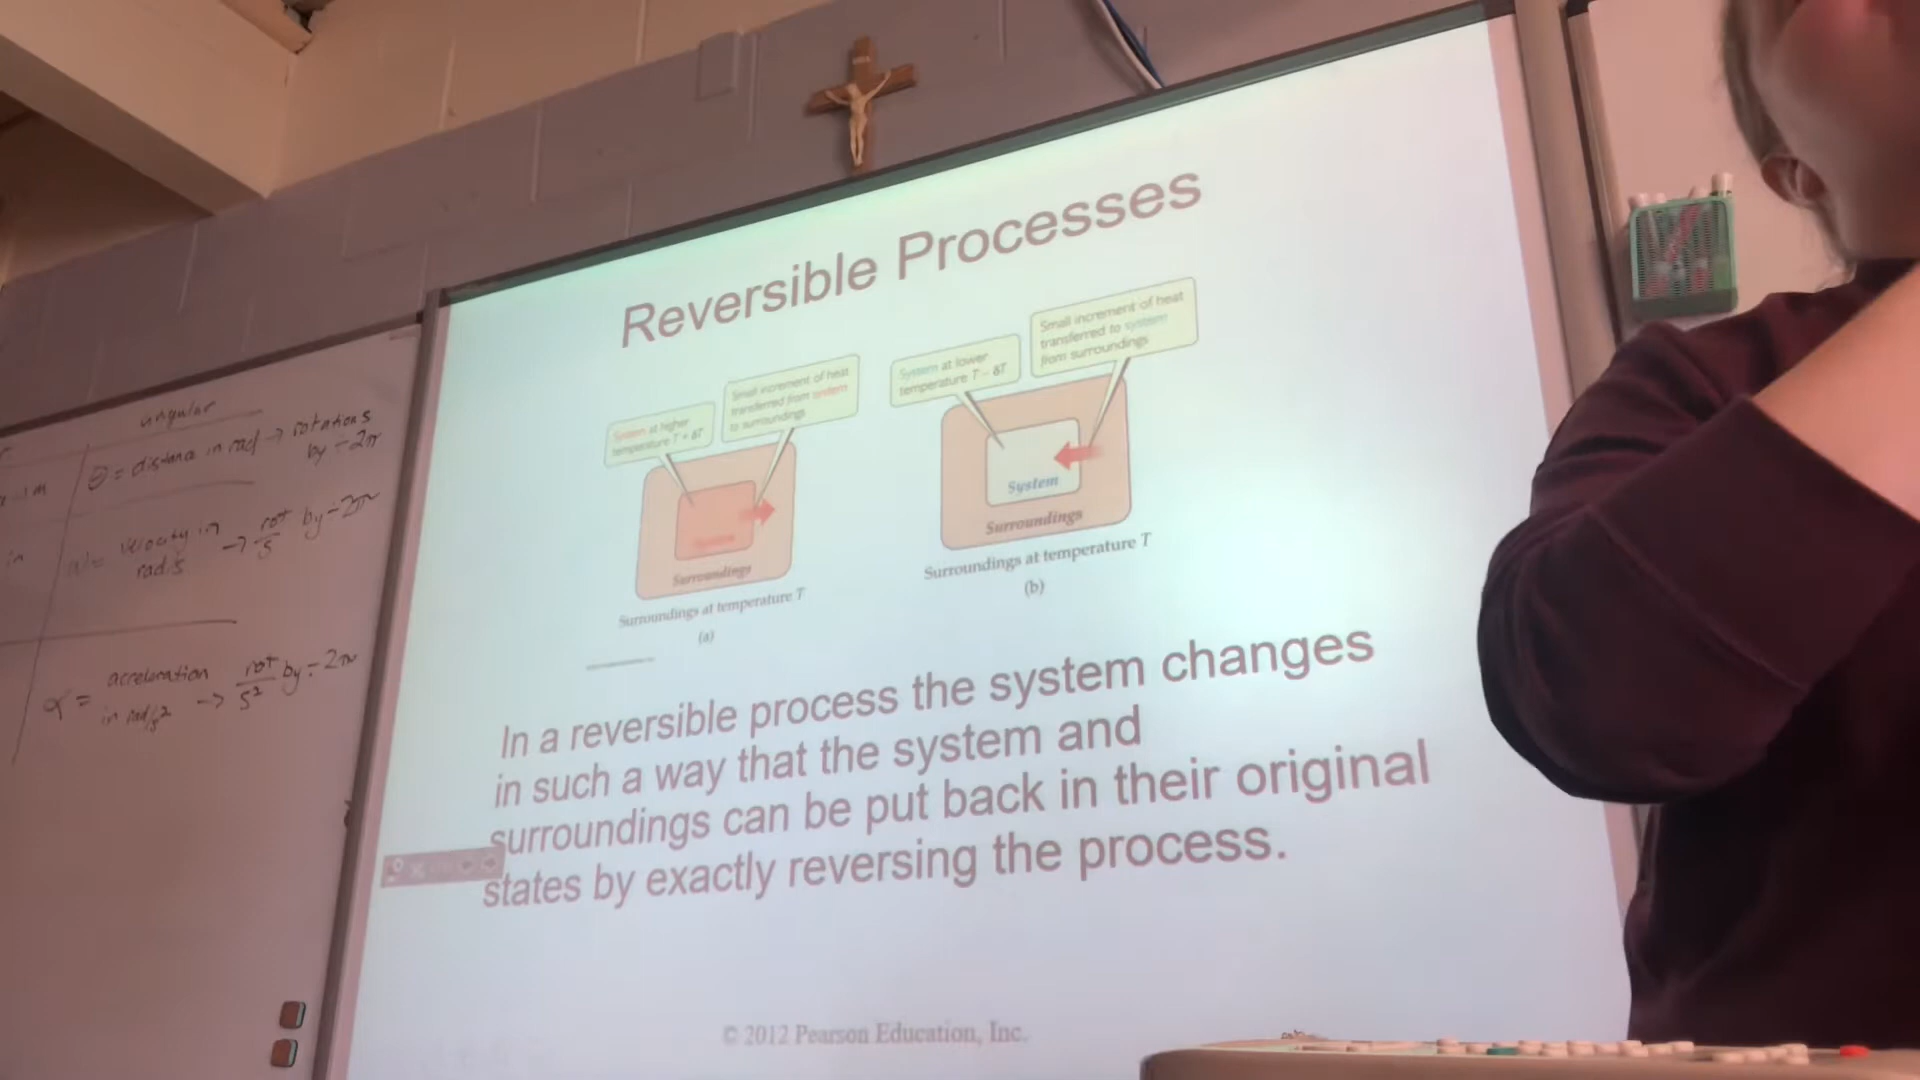 Reversible Processes
System at higher
temperature T + δT
Small increment of heat
transferred from system
to surroundings
System at lower
temperature T − δT
Small increment of heat
transferred to system
from surroundings
Surroundings
Surroundings at temperature T
(a)
System
Surroundings
Surroundings at temperature T
(b)
In a reversible process the system changes
in such a way that the system and
surroundings can be put back in their original
states by exactly reversing the process.
© 2012 Pearson Education, Inc.
angular
θ = distance in rad → rotations
by ÷ 2π
in
ω = velocity in
rad/s → rot/s by ÷ 2π
α = acceleration
in rad/s² → rot/s² by ÷ 2π